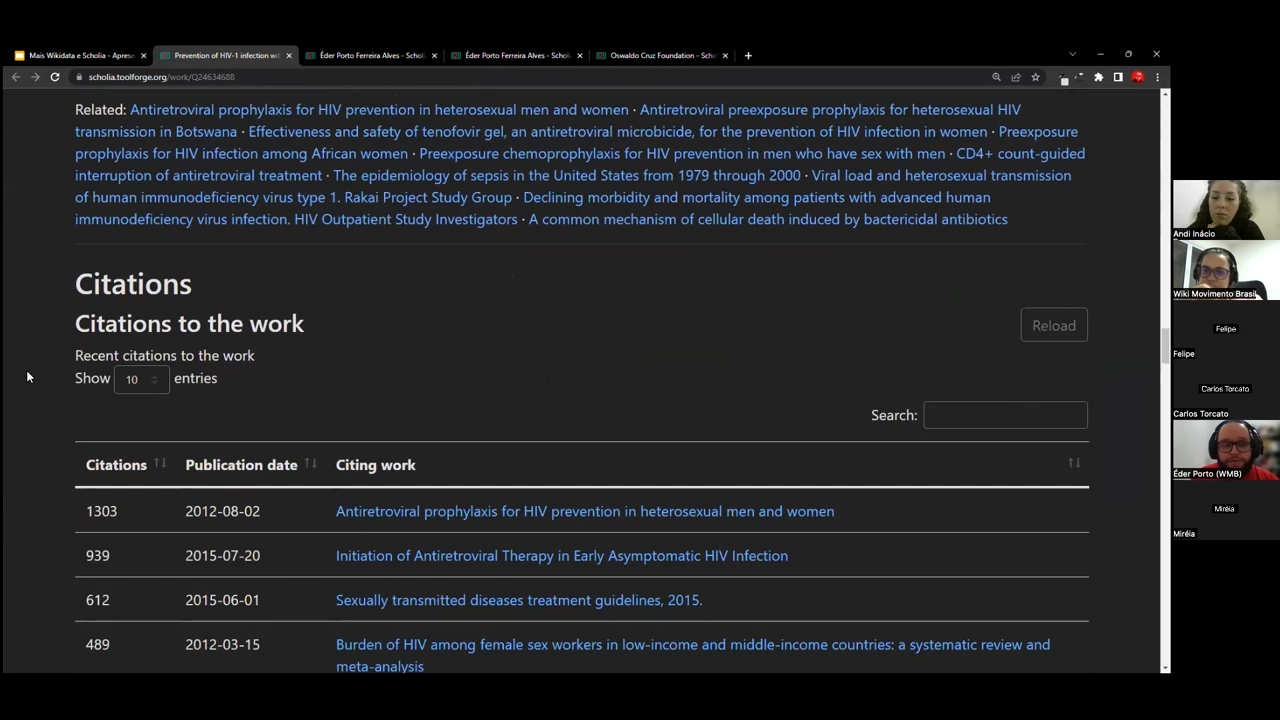 Mais Wikidata e Scholia - Aprese
Prevention of HIV-1 infection wi
Éder Porto Ferreira Alves - Schol
Éder Porto Ferreira Alves - Schol
Oswaldo Cruz Foundation - Scho
scholia.toolforge.org/work/Q24634688
Related: Antiretroviral prophylaxis for HIV prevention in heterosexual men and women · Antiretroviral preexposure prophylaxis for heterosexual HIV
transmission in Botswana · Effectiveness and safety of tenofovir gel, an antiretroviral microbicide, for the prevention of HIV infection in women · Preexposure
prophylaxis for HIV infection among African women · Preexposure chemoprophylaxis for HIV prevention in men who have sex with men · CD4+ count-guided
interruption of antiretroviral treatment · The epidemiology of sepsis in the United States from 1979 through 2000 · Viral load and heterosexual transmission
of human immunodeficiency virus type 1. Rakai Project Study Group · Declining morbidity and mortality among patients with advanced human
immunodeficiency virus infection. HIV Outpatient Study Investigators · A common mechanism of cellular death induced by bactericidal antibiotics
Citations
Citations to the work
Reload
Recent citations to the work
Show 10 entries
Search:
Citations Publication date Citing work
1303 2012-08-02 Antiretroviral prophylaxis for HIV prevention in heterosexual men and women
939 2015-07-20 Initiation of Antiretroviral Therapy in Early Asymptomatic HIV Infection
612 2015-06-01 Sexually transmitted diseases treatment guidelines, 2015.
489 2012-03-15 Burden of HIV among female sex workers in low-income and middle-income countries: a systematic review and
meta-analysis
Andi Inácio
Wiki Movimento Brasil
Felipe
Felipe
Carlos Torcato
Carlos Torcato
Éder Porto (WMB)
Miréia
Miréia